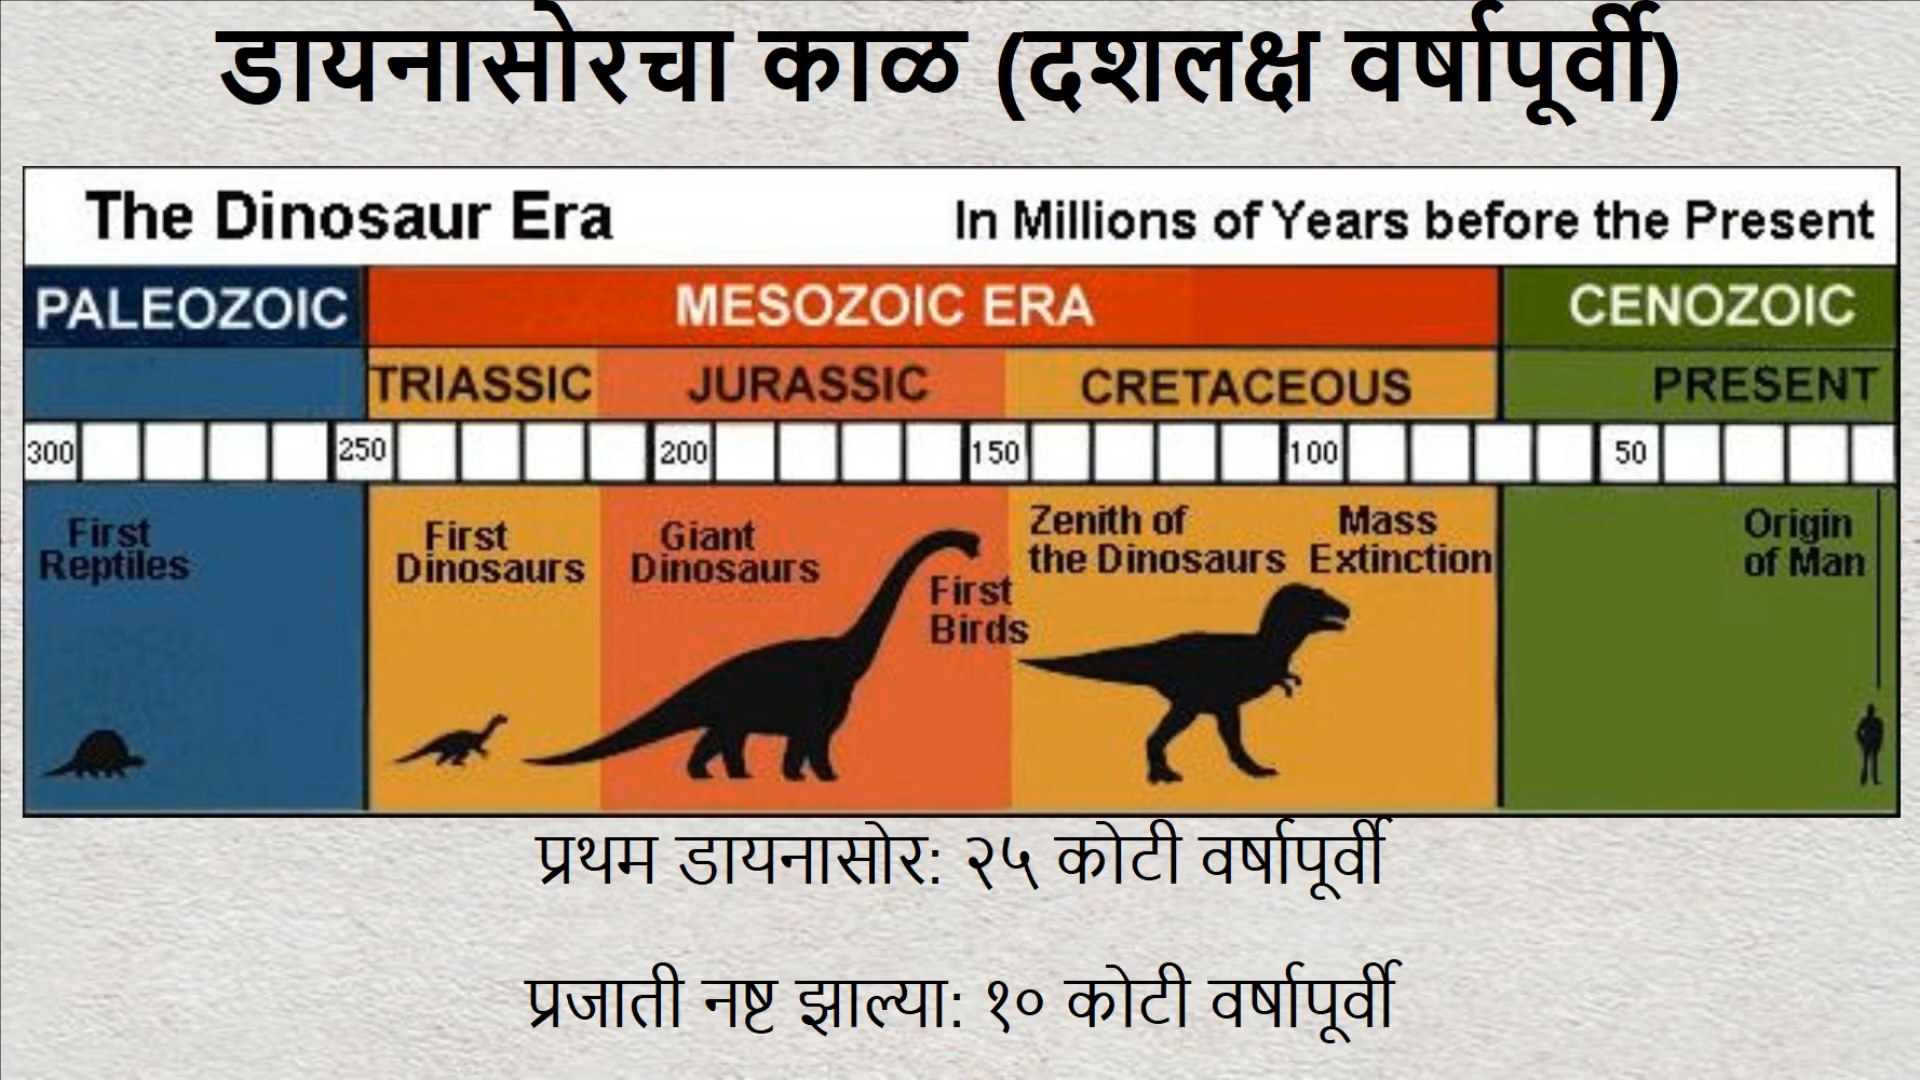 डायनासोरचा काळ (दशलक्ष वर्षापूर्वी)
The Dinosaur Era In Millions of Years before the Present
PALEOZOIC MESOZOIC ERA CENOZOIC
TRIASSIC JURASSIC CRETACEOUS PRESENT
300 250 200 150 100 50
First
Reptiles
First
Dinosaurs
Giant
Dinosaurs
First
Birds
Zenith of
the Dinosaurs
Mass
Extinction
Origin
of Man
प्रथम डायनासोर: २५ कोटी वर्षापूर्वी
प्रजाती नष्ट झाल्या: १० कोटी वर्षापूर्वी